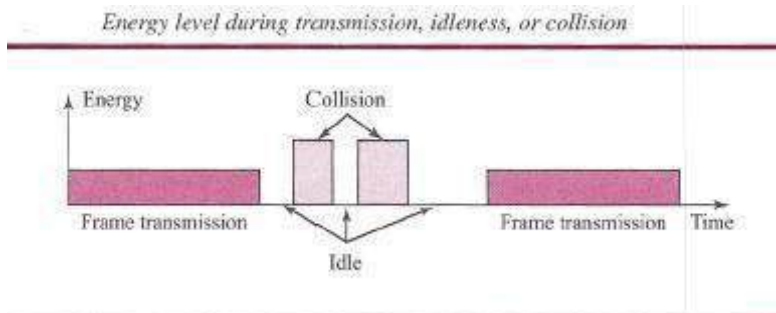 Energy level during transmission, idleness, or collision
Energy
Collision
Frame transmission
Frame transmission
Time
Idle